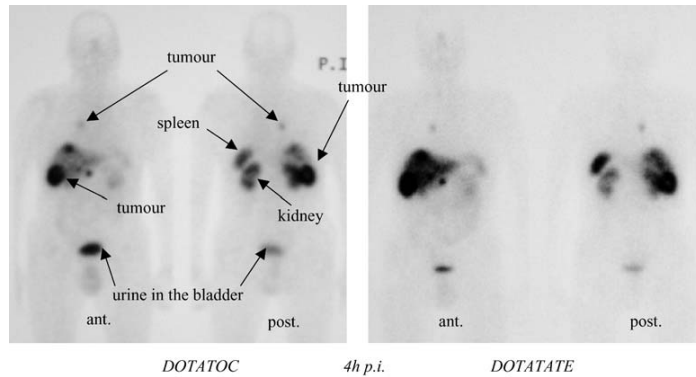 tumour
P.I
tumour
spleen
tumour
kidney
urine in the bladder
ant.
post.
ant.
post.
DOTATOC
4h p.i.
DOTATATE